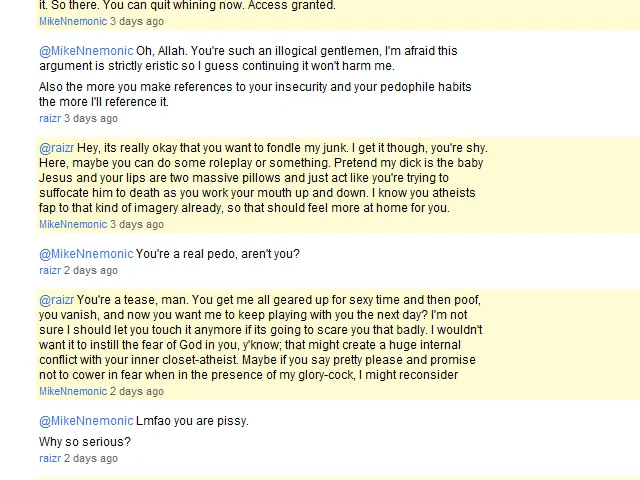 it. So there. You can quit whining now. Access granted.
MikeNnemonic 3 days ago
@MikeNnemonic Oh, Allah. You're such an illogical gentlemen, I'm afraid this
argument is strictly eristic so I guess continuing it won't harm me.
Also the more you make references to your insecurity and your pedophile habits
the more I'll reference it.
raizr 3 days ago
@raizr Hey, its really okay that you want to fondle my junk. I get it though, you're shy.
Here, maybe you can do some roleplay or something. Pretend my dick is the baby
Jesus and your lips are two massive pillows and just act like you're trying to
suffocate him to death as you work your mouth up and down. I know you atheists
fap to that kind of imagery already, so that should feel more at home for you.
MikeNnemonic 3 days ago
@MikeNnemonic You're a real pedo, aren't you?
raizr 2 days ago
@raizr You're a tease, man. You get me all geared up for sexy time and then poof,
you vanish, and now you want me to keep playing with you the next day? I'm not
sure I should let you touch it anymore if its going to scare you that badly. I wouldn't
want it to instill the fear of God in you, y'know; that might create a huge internal
conflict with your inner closet-atheist. Maybe if you say pretty please and promise
not to cower in fear when in the presence of my glory-cock, I might reconsider
MikeNnemonic 2 days ago
@MikeNnemonic Lmfao you are pissy.
Why so serious?
raizr 2 days ago